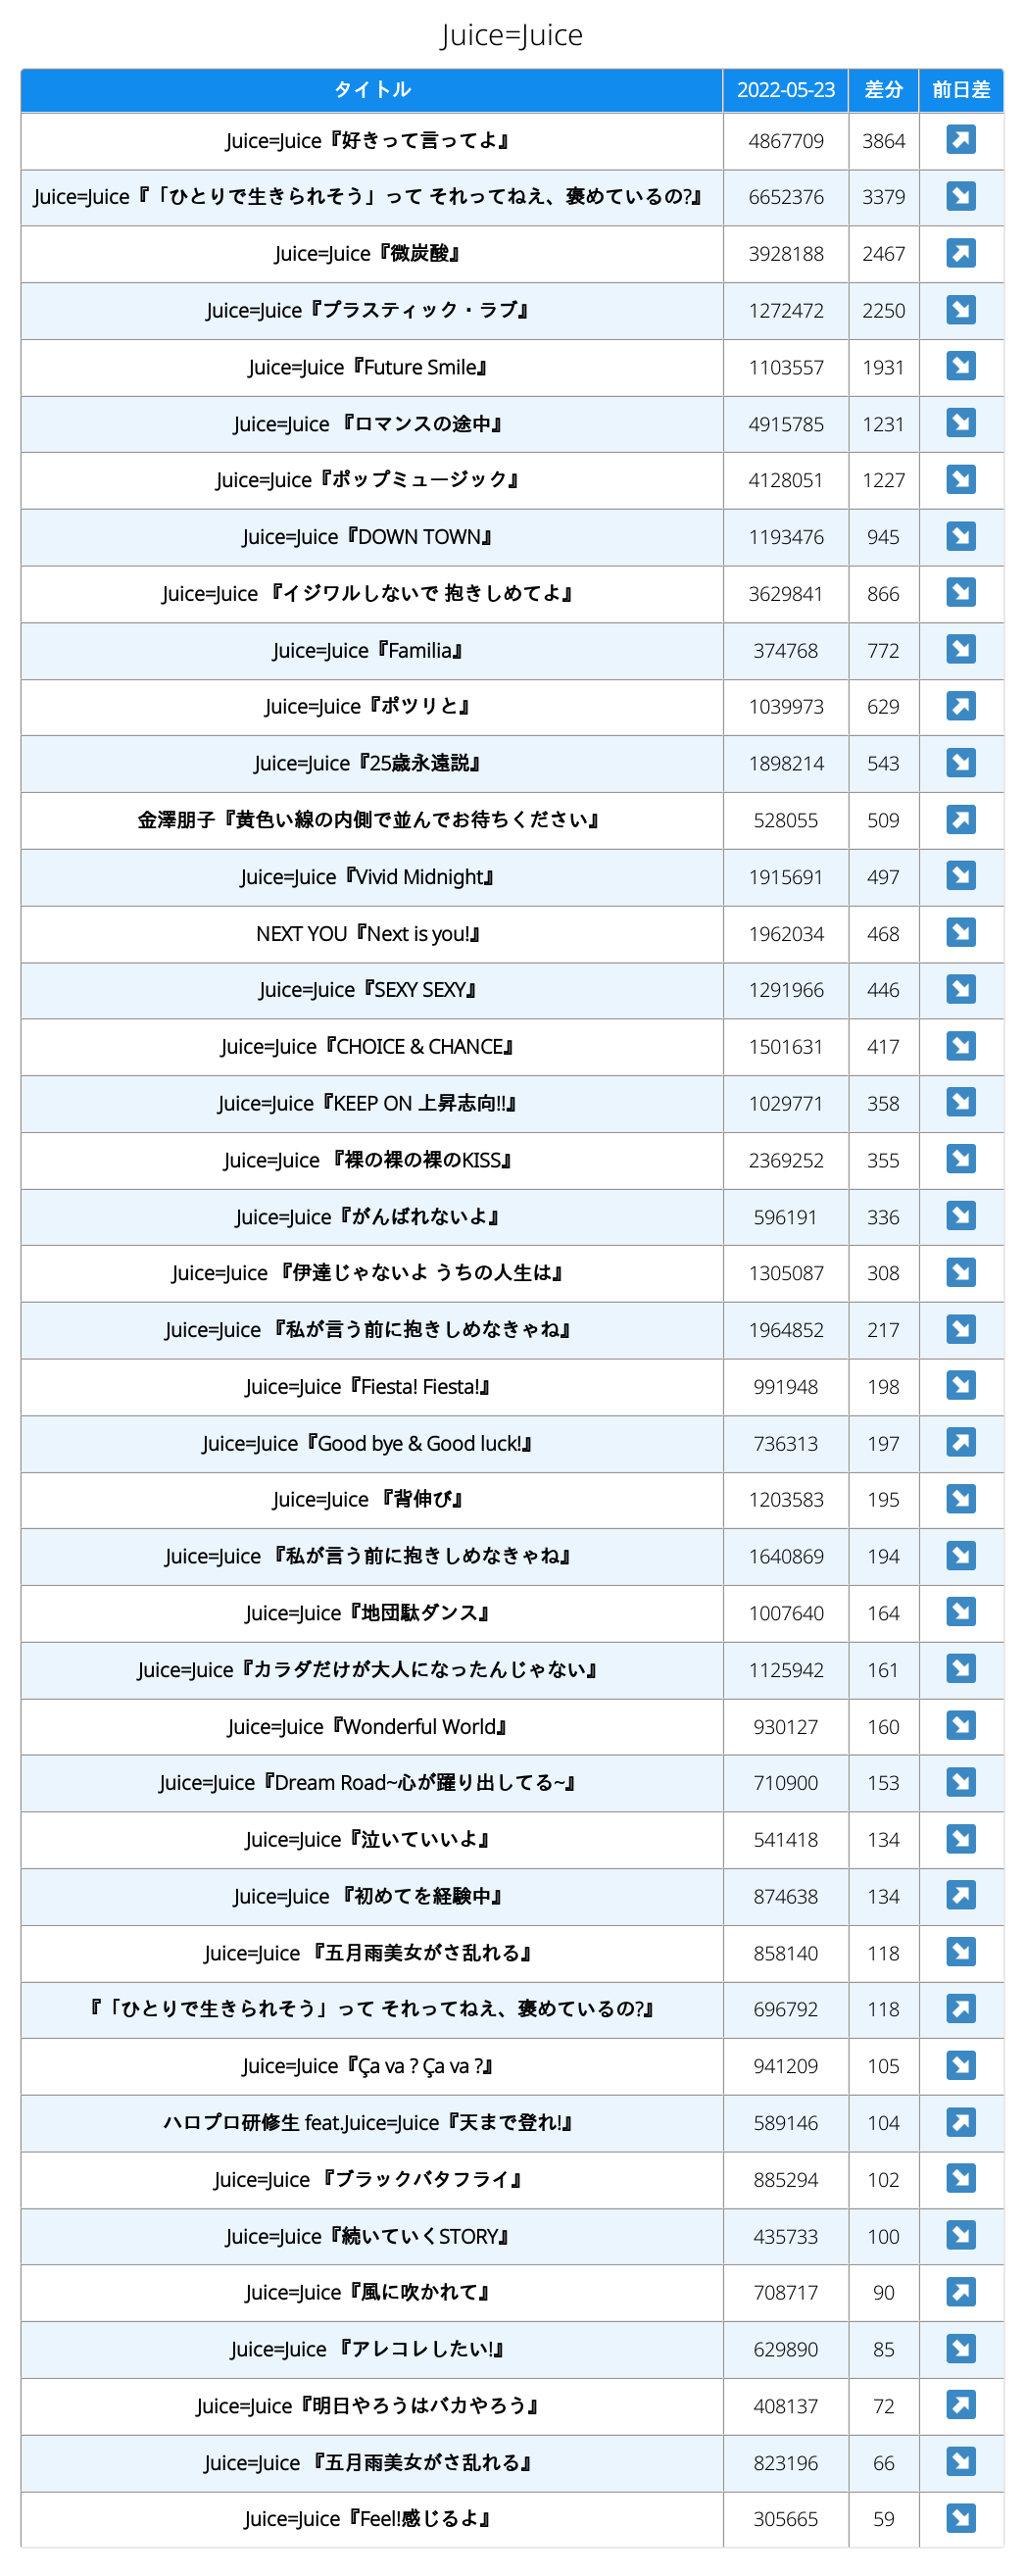 Juice=Juice
タイトル 2022-05-23 差分 前日差
Juice=Juice『好きって言ってよ』 4867709 3864
Juice=Juice『「ひとりで生きられそう」って それってねえ、褒めているの?』 6652376 3379
Juice=Juice『微炭酸』 3928188 2467
Juice=Juice『プラスティック・ラブ』 1272472 2250
Juice=Juice『Future Smile』 1103557 1931
Juice=Juice 『ロマンスの途中』 4915785 1231
Juice=Juice『ポップミュージック』 4128051 1227
Juice=Juice『DOWN TOWN』 1193476 945
Juice=Juice 『イジワルしないで 抱きしめてよ』 3629841 866
Juice=Juice『Familia』 374768 772
Juice=Juice『ポツリと』 1039973 629
Juice=Juice『25歳永遠説』 1898214 543
金澤朋子『黄色い線の内側で並んでお待ちください』 528055 509
Juice=Juice『Vivid Midnight』 1915691 497
NEXT YOU『Next is you!』 1962034 468
Juice=Juice『SEXY SEXY』 1291966 446
Juice=Juice『CHOICE & CHANCE』 1501631 417
Juice=Juice『KEEP ON 上昇志向!!』 1029771 358
Juice=Juice 『裸の裸の裸のKISS』 2369252 355
Juice=Juice『がんばれないよ』 596191 336
Juice=Juice 『伊達じゃないよ うちの人生は』 1305087 308
Juice=Juice 『私が言う前に抱きしめなきゃね』 1964852 217
Juice=Juice『Fiesta! Fiesta!』 991948 198
Juice=Juice『Good bye & Good luck!』 736313 197
Juice=Juice 『背伸び』 1203583 195
Juice=Juice 『私が言う前に抱きしめなきゃね』 1640869 194
Juice=Juice『地団駄ダンス』 1007640 164
Juice=Juice『カラダだけが大人になったんじゃない』 1125942 161
Juice=Juice『Wonderful World』 930127 160
Juice=Juice『Dream Road~心が躍り出してる~』 710900 153
Juice=Juice『泣いていいよ』 541418 134
Juice=Juice 『初めてを経験中』 874638 134
Juice=Juice 『五月雨美女がさ乱れる』 858140 118
『「ひとりで生きられそう」って それってねえ、褒めているの?』 696792 118
Juice=Juice『Ça va ? Ça va ?』 941209 105
ハロプロ研修生 feat.Juice=Juice『天まで登れ!』 589146 104
Juice=Juice 『ブラックバタフライ』 885294 102
Juice=Juice『続いていくSTORY』 435733 100
Juice=Juice『風に吹かれて』 708717 90
Juice=Juice 『アレコレしたい!』 629890 85
Juice=Juice『明日やろうはバカやろう』 408137 72
Juice=Juice 『五月雨美女がさ乱れる』 823196 66
Juice=Juice『Feel!感じるよ』 305665 59